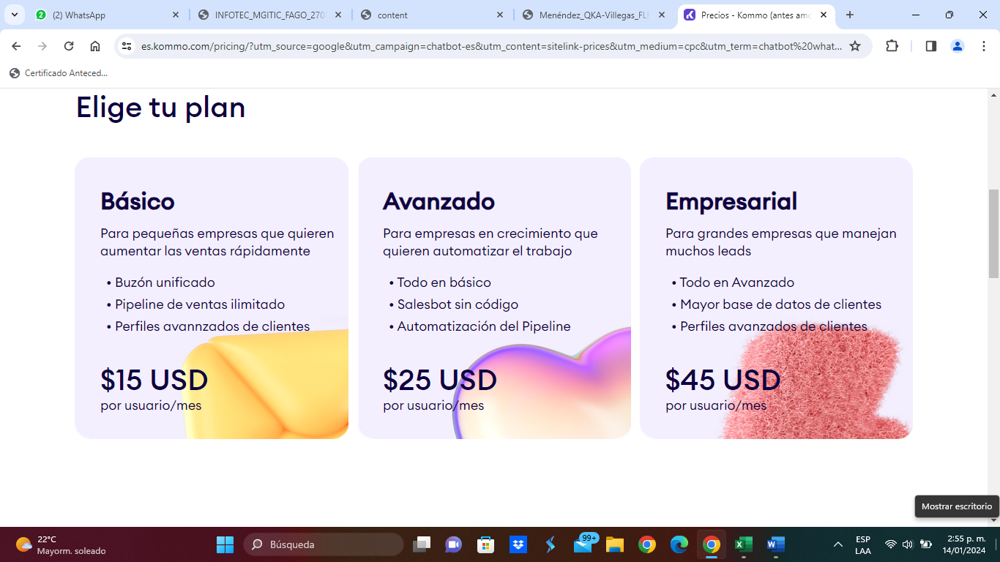 (2) WhatsApp
INFOTEC_MGITIC_FAGO_270
content
Menéndez_QKA-Villegas_FLF
Precios - Kommo (antes amo
es.kommo.com/pricing/?utm_source=google&utm_campaign=chatbot-es&utm_content=sitelink-prices&utm_medium=cpc&utm_term=chatbot%20what...
Certificado Anteced...
Elige tu plan
Básico
Para pequeñas empresas que quieren
aumentar las ventas rápidamente
• Buzón unificado
• Pipeline de ventas ilimitado
• Perfiles avannzados de clientes
$15 USD
por usuario/mes
Avanzado
Para empresas en crecimiento que
quieren automatizar el trabajo
• Todo en básico
• Salesbot sin código
• Automatización del Pipeline
$25 USD
por usuario/mes
Empresarial
Para grandes empresas que manejan
muchos leads
• Todo en Avanzado
• Mayor base de datos de clientes
• Perfiles avanzados de clientes
$45 USD
por usuario/mes
Mostrar escritorio
22°C
Mayorm. soleado
Búsqueda
99+
ESP
LAA
2:55 p. m.
14/01/2024